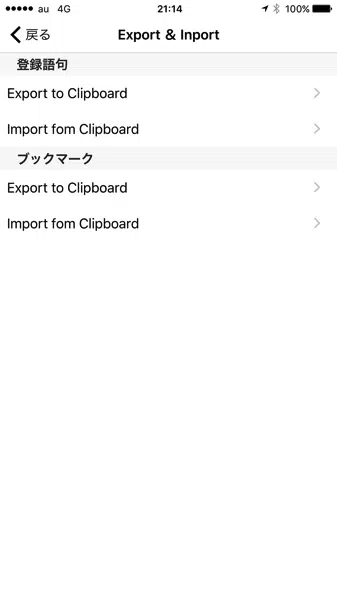 ●●●●● au 4G 21:14 100%
戻る Export & Inport
登録語句
Export to Clipboard
Import fom Clipboard
ブックマーク
Export to Clipboard
Import fom Clipboard